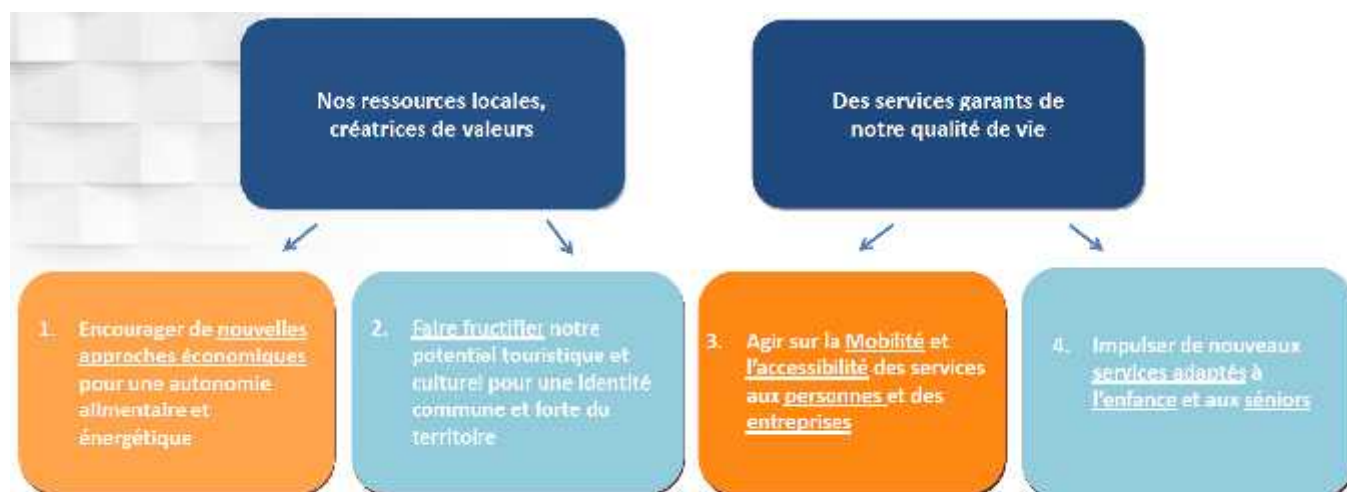 Nos ressources locales,
créatrices de valeurs
Des services garants de
notre qualité de vie
1. Encourager de nouvelles
approches économiques
pour une autonomie
alimentaire et
énergétique
2. Faire fructifier notre
potentiel touristique et
culturel pour une identité
commune et forte du
territoire
3. Agir sur la Mobilité et
l'accessibilité des services
aux personnes et des
entreprises
4. Impulser de nouveaux
services adaptés à
l'enfance et aux séniors